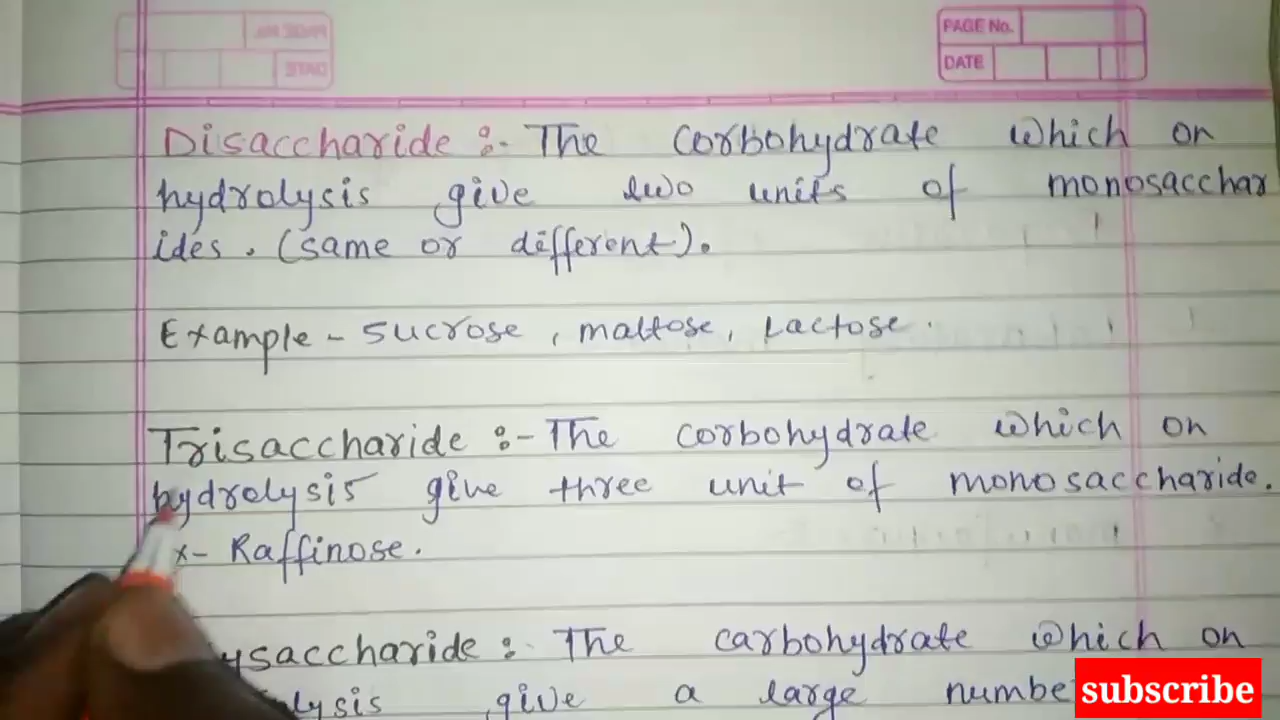 PAGE No.
DATE
Disaccharide :- The corbohydrate which on
hydrolysis give two units of monosacchar
ides. (same or different).
Example - Sucrose, maltose, Lactose.
Trisaccharide :- The corbohydrate which on
hydrolysis give three unit of monosaccharide.
x- Raffinose.
ysaccharide :- The carbohydrate which on
lysis give a large numbe
subscribe